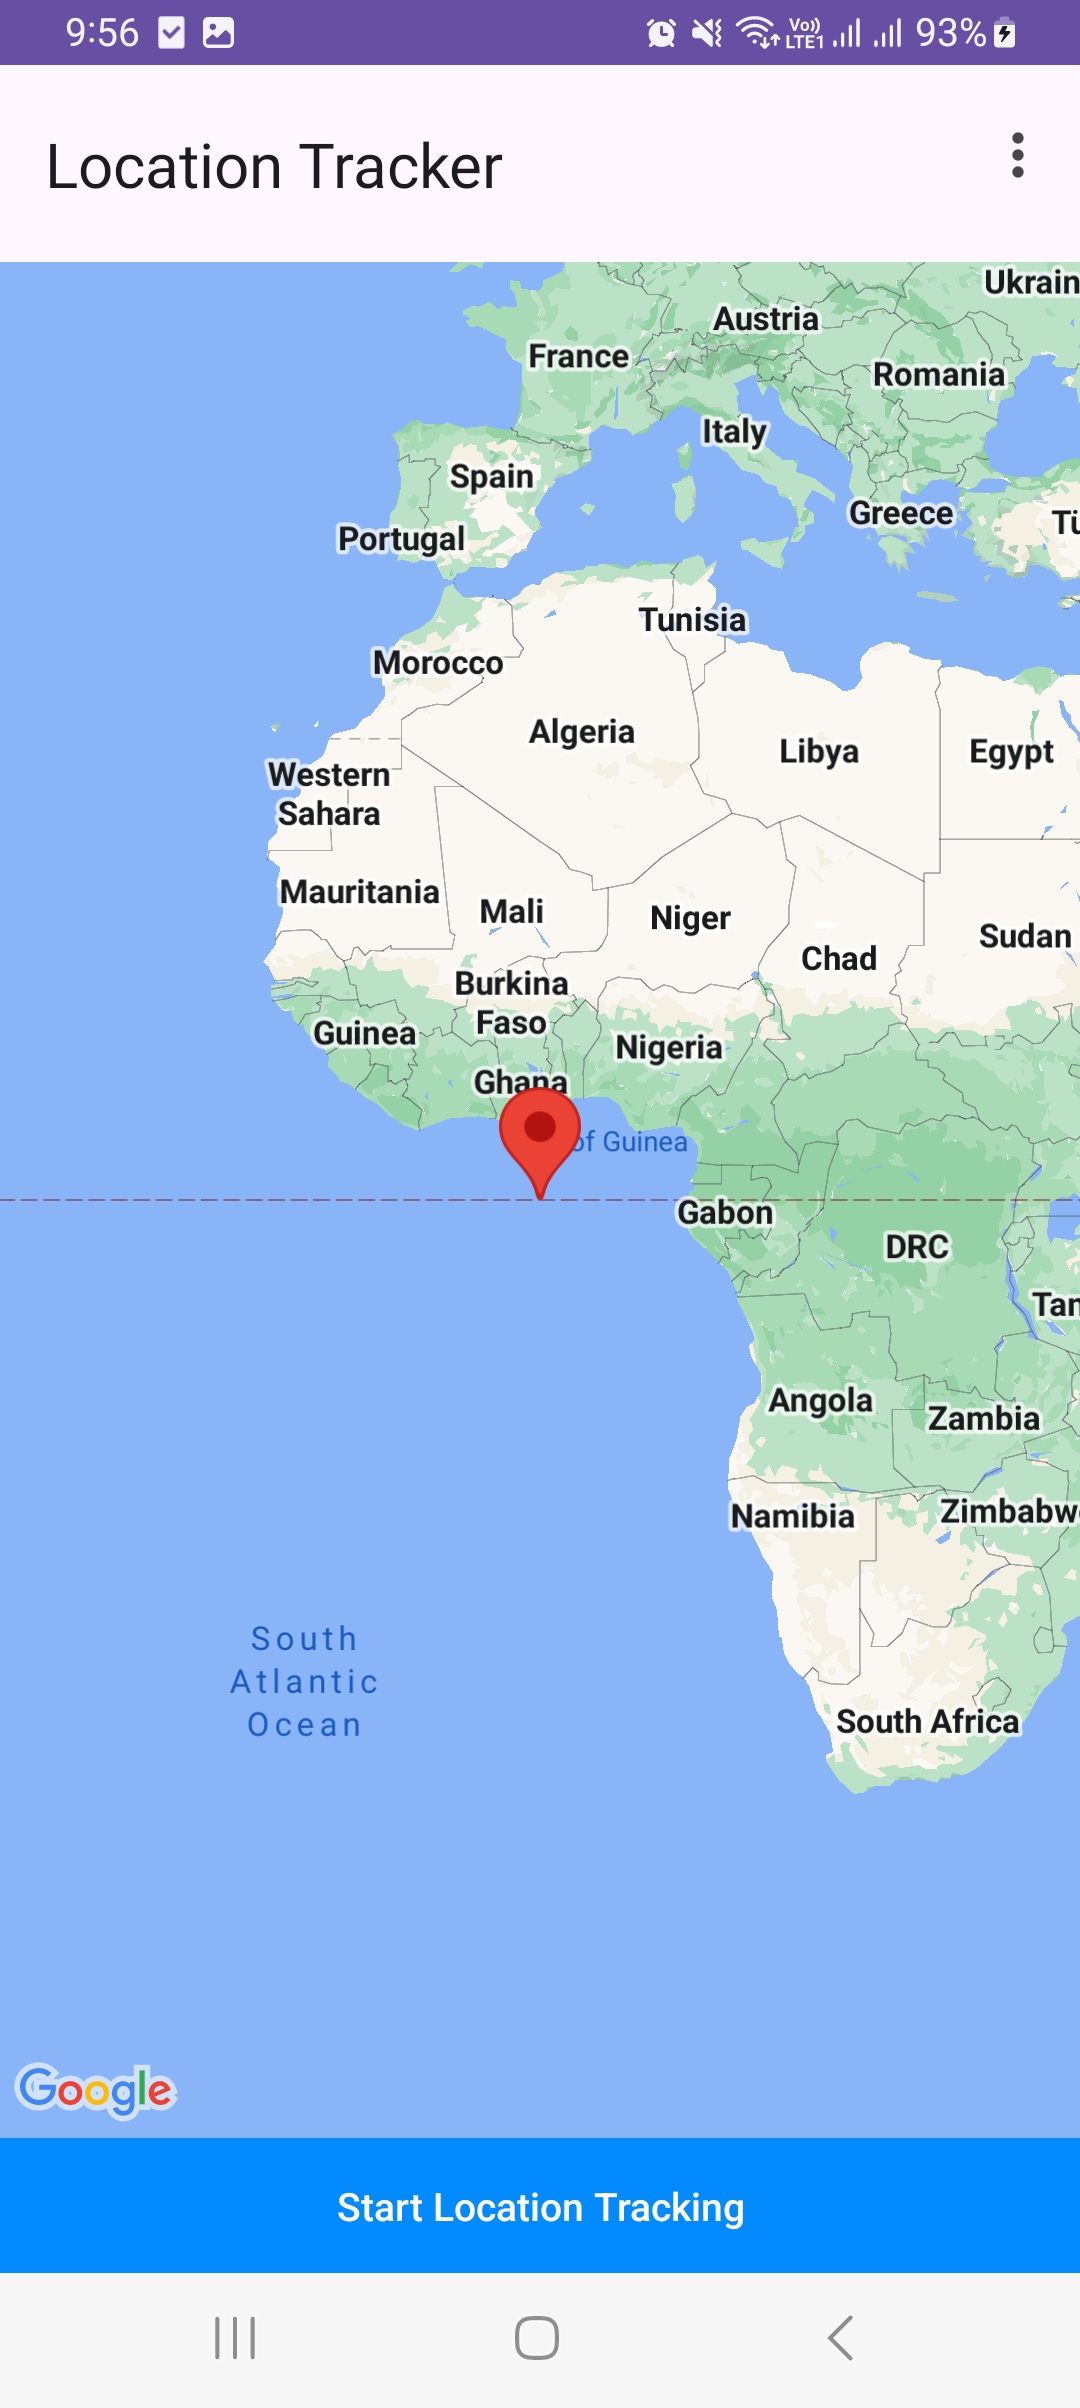 9:56
Vo)) LTE1 93%
Location Tracker
Ukrain
Austria
France
Romania
Italy
Spain
Greece
Portugal
Tü
Tunisia
Morocco
Algeria
Libya
Egypt
Western
Sahara
Mauritania
Mali
Niger
Sudan
Chad
Burkina
Faso
Guinea
Nigeria
Ghana
of Guinea
Gabon
DRC
Tan
Angola
Zambia
Zimbabw
Namibia
South
Atlantic
Ocean
South Africa
Google
Start Location Tracking